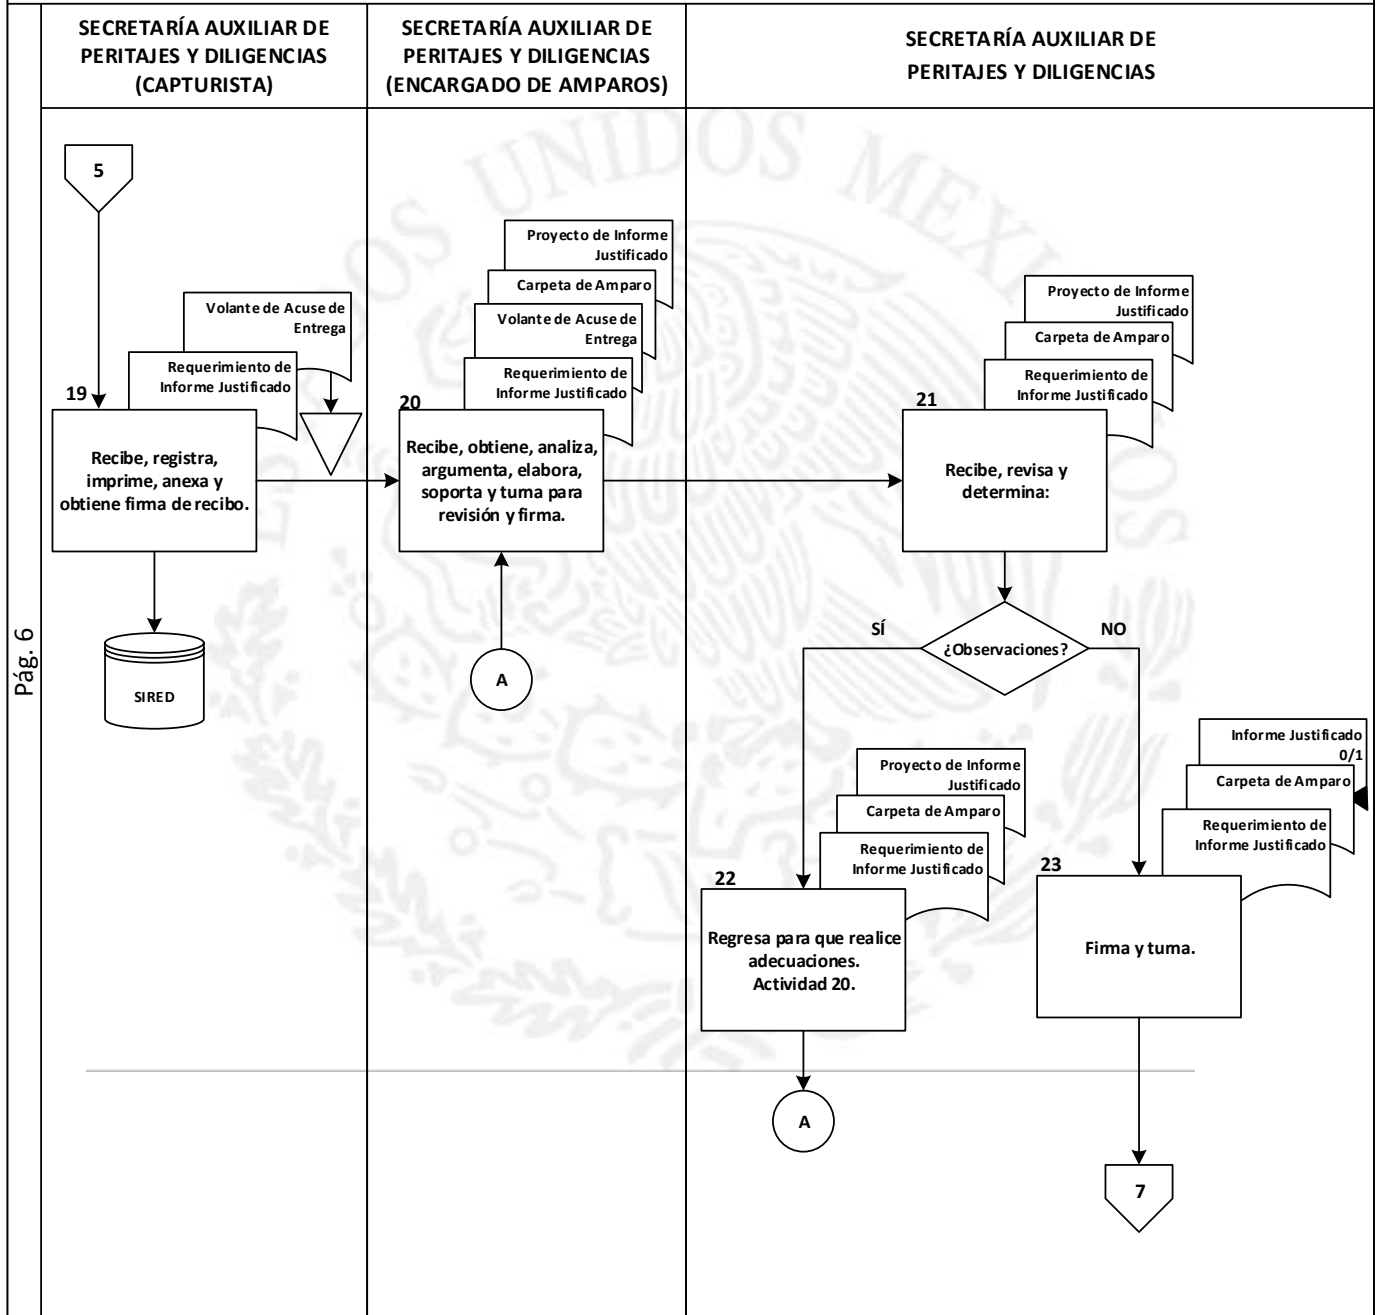 SECRETARÍA AUXILIAR DE
PERITAJES Y DILIGENCIAS
(CAPTURISTA)
SECRETARÍA AUXILIAR DE
PERITAJES Y DILIGENCIAS
(ENCARGADO DE AMPAROS)
SECRETARÍA AUXILIAR DE
PERITAJES Y DILIGENCIAS
Pág. 6
UNIDOS MEXICANOS
5
Volante de Acuse de
Entrega
Requerimiento de
Informe Justificado
19
Recibe, registra,
imprime, anexa y
obtiene firma de recibo.
SIRED
Proyecto de Informe
Justificado
Carpeta de Amparo
Volante de Acuse de
Entrega
Requerimiento de
Informe Justificado
20
Recibe, obtiene, analiza,
argumenta, elabora,
soporta y turna para
revisión y firma.
A
Proyecto de Informe
Justificado
Carpeta de Amparo
Requerimiento de
Informe Justificado
21
Recibe, revisa y
determina:
¿Observaciones?
SÍ
NO
Proyecto de Informe
Justificado
Carpeta de Amparo
Requerimiento de
Informe Justificado
22
Regresa para que realice
adecuaciones.
Actividad 20.
A
Informe Justificado
0/1
Carpeta de Amparo
Requerimiento de
Informe Justificado
23
Firma y turna.
7